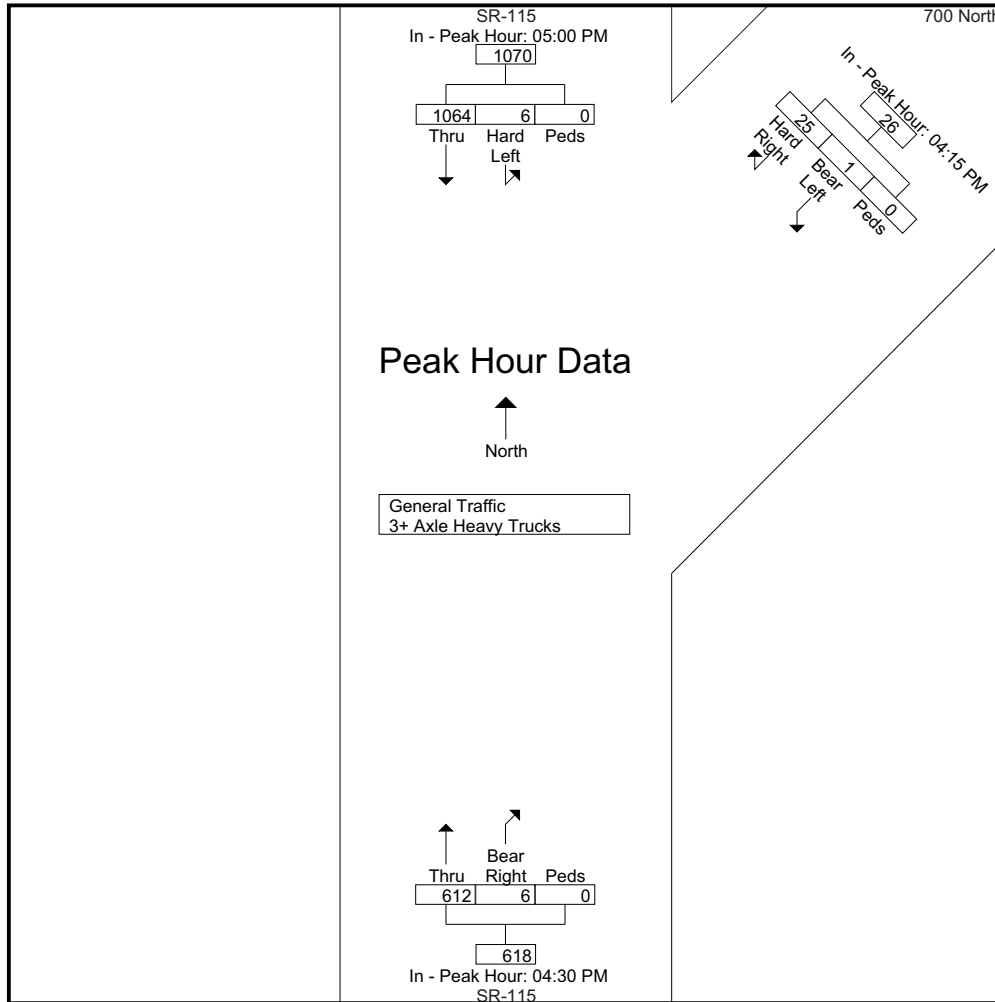 SR-115
In - Peak Hour: 05:00 PM
1070
1064 6 0
Thru Hard Left Peds
700 North
In - Peak Hour: 04:15 PM
26
25 1 0
Hard Right Bear Left Peds
Peak Hour Data
North
General Traffic
3+ Axle Heavy Trucks
Thru Bear Right Peds
612 6 0
618
In - Peak Hour: 04:30 PM
SR-115